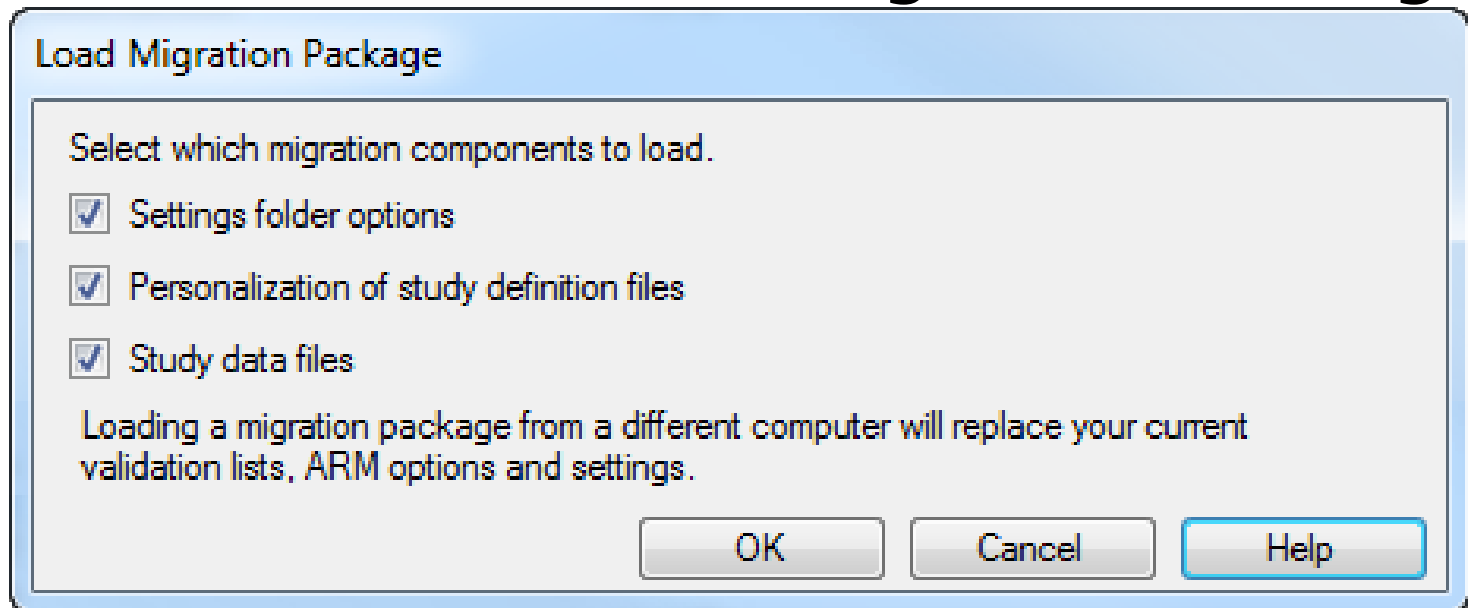 Load Migration Package
Select which migration components to load.
Settings folder options
Personalization of study definition files
Study data files
Loading a migration package from a different computer will replace your current
validation lists, ARM options and settings.
OK Cancel Help